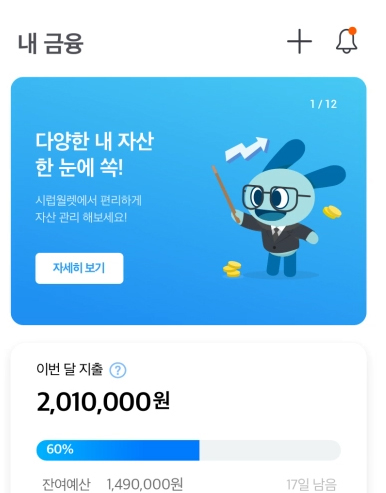 내 금융
1 / 12
다양한 내 자산
한 눈에 쏙!
시럽월렛에서 편리하게
자산 관리 해보세요!
자세히 보기
이번 달 지출 ?
2,010,000원
60%
잔여예산 1,490,000원 17일 남음